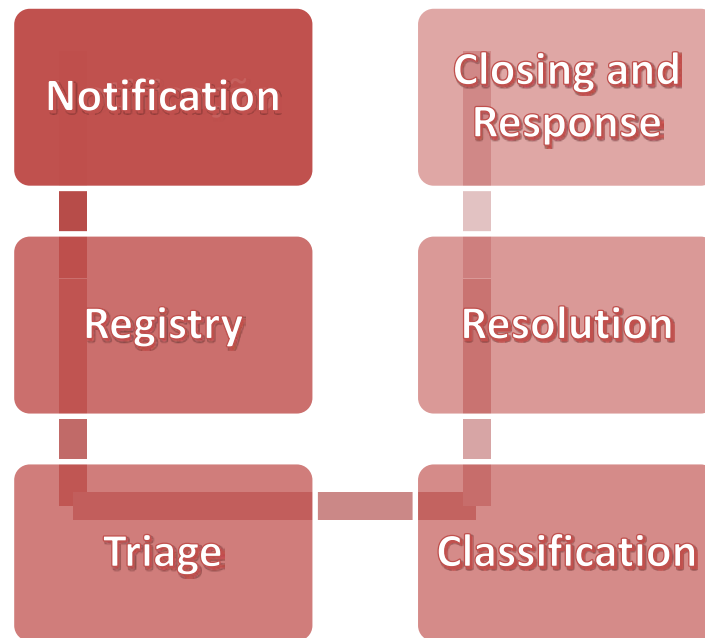 Notification
Registry
Triage
Classification
Resolution
Closing and
Response